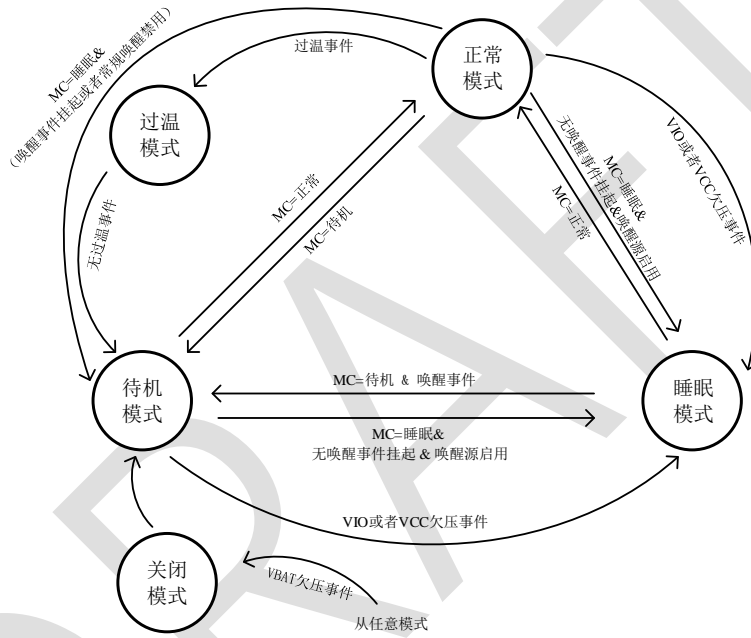 过温事件
正常
模式
MC=睡眠&
(唤醒事件挂起或者常规唤醒禁用)
过温
模式
无过温事件
MC=正常
MC=待机
MC=睡眠&
无唤醒事件挂起&唤醒源启用
MC=正常
VIO或者VCC欠压事件
待机
模式
MC=待机 & 唤醒事件
MC=睡眠&
无唤醒事件挂起 & 唤醒源启用
睡眠
模式
VIO或者VCC欠压事件
关闭
模式
VBAT欠压事件
从任意模式
DRAFT